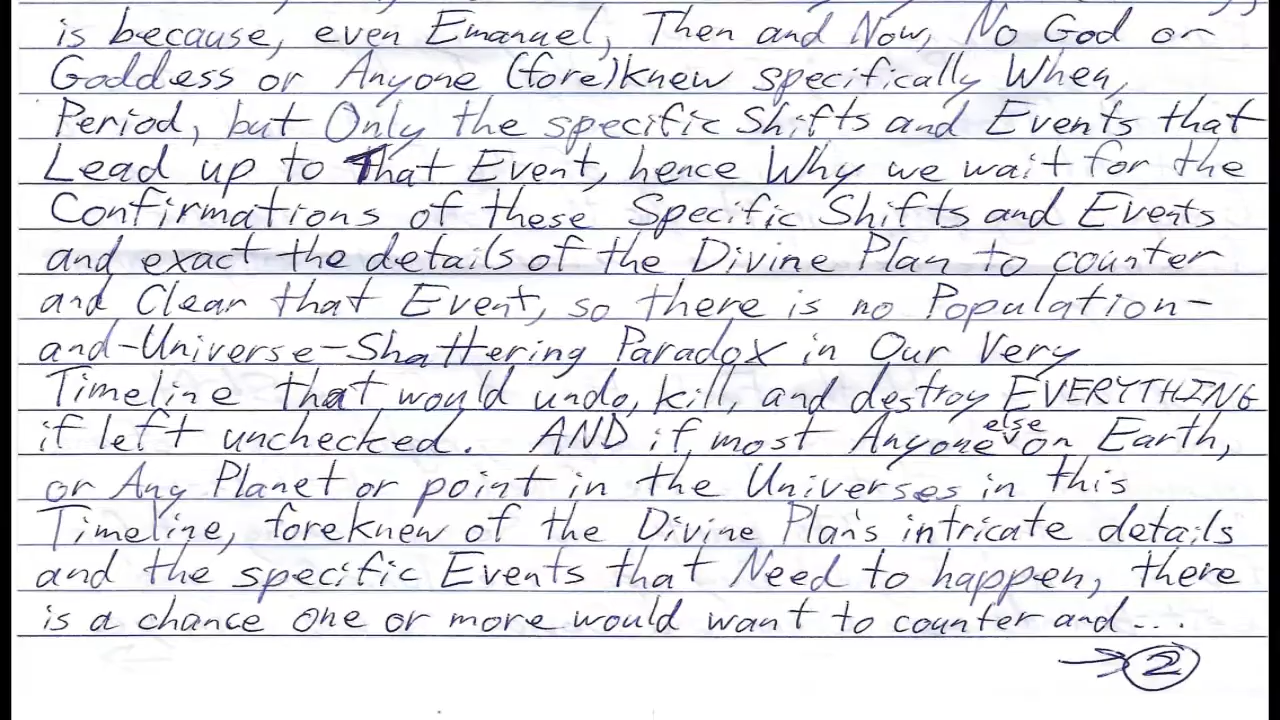 is because, even Emanuel, Then and Now, No God or
Goddess or Anyone (fore)knew specifically When,
Period, but Only the specific Shifts and Events that
Lead up to That Event, hence Why we wait for the
Confirmations of these Specific Shifts and Events
and exact the details of the Divine Plan to counter
and Clear that Event, so there is no Population-
and-Universe-Shattering Paradox in Our Very
Timeline that would undo, kill, and destroy EVERYTHING
if left unchecked. AND if most Anyone else on Earth,
or Any Planet or point in the Universes in this
Timeline, foreknew of the Divine Plan's intricate details
and the specific Events that Need to happen, there
is a chance one or more would want to counter and...
→ 2